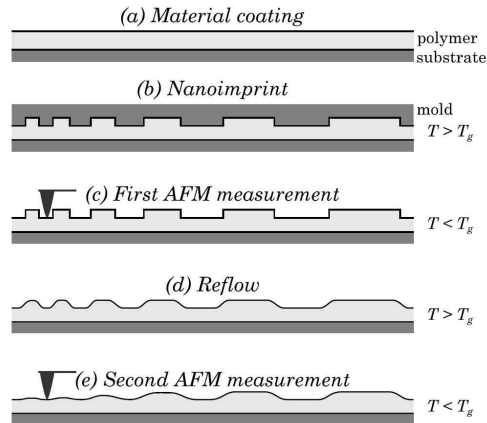 (a) Material coating
polymer
substrate
(b) Nanoimprint
mold
T > Tg
(c) First AFM measurement
T < Tg
(d) Reflow
T > Tg
(e) Second AFM measurement
T < Tg